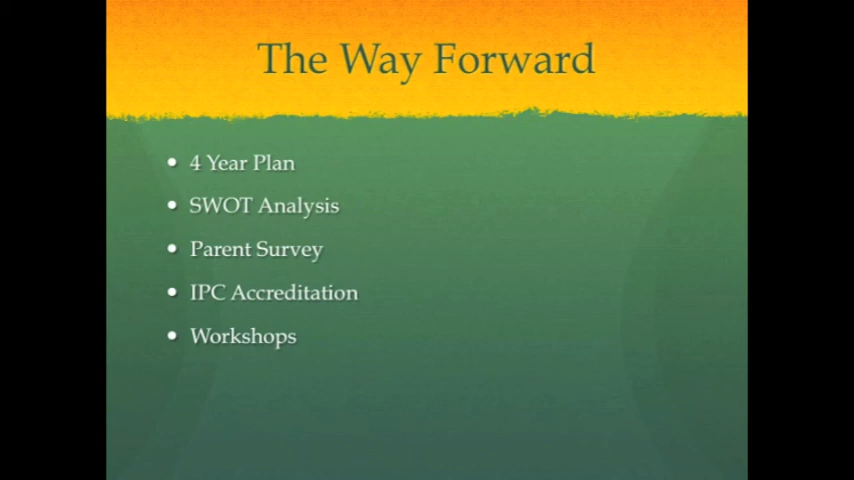 The Way Forward
• 4 Year Plan
• SWOT Analysis
• Parent Survey
• IPC Accreditation
• Workshops